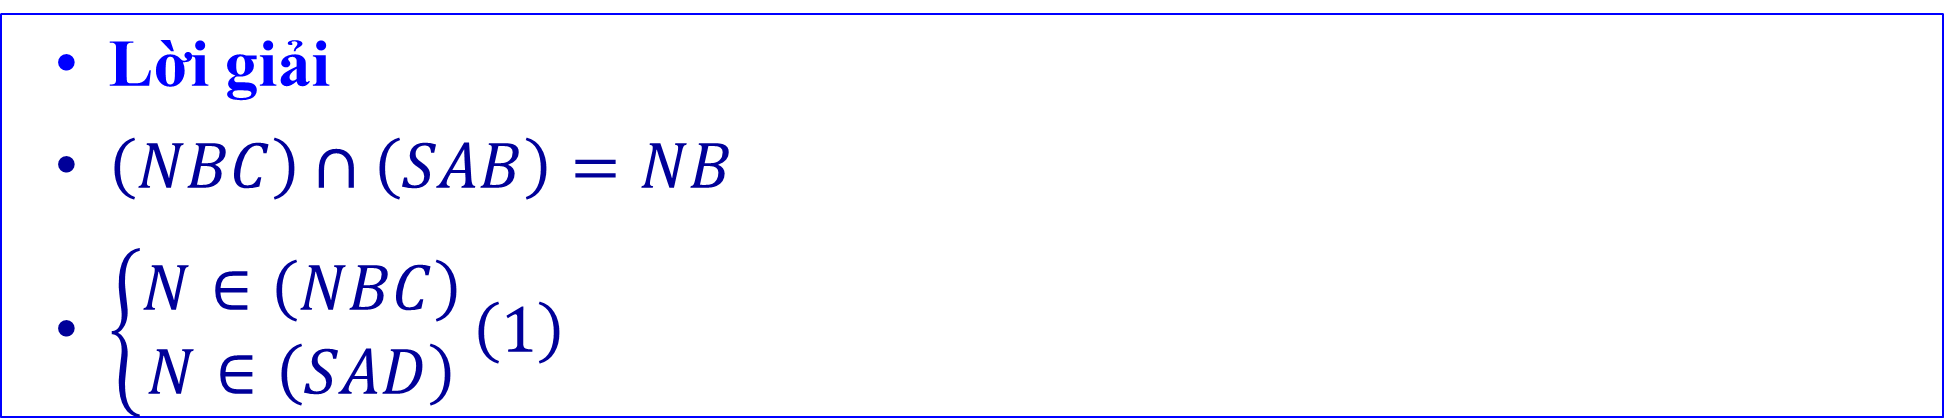 • Lời giải
• (NBC) ∩ (SAB) = NB
• { N ∈ (NBC)
N ∈ (SAD) (1)